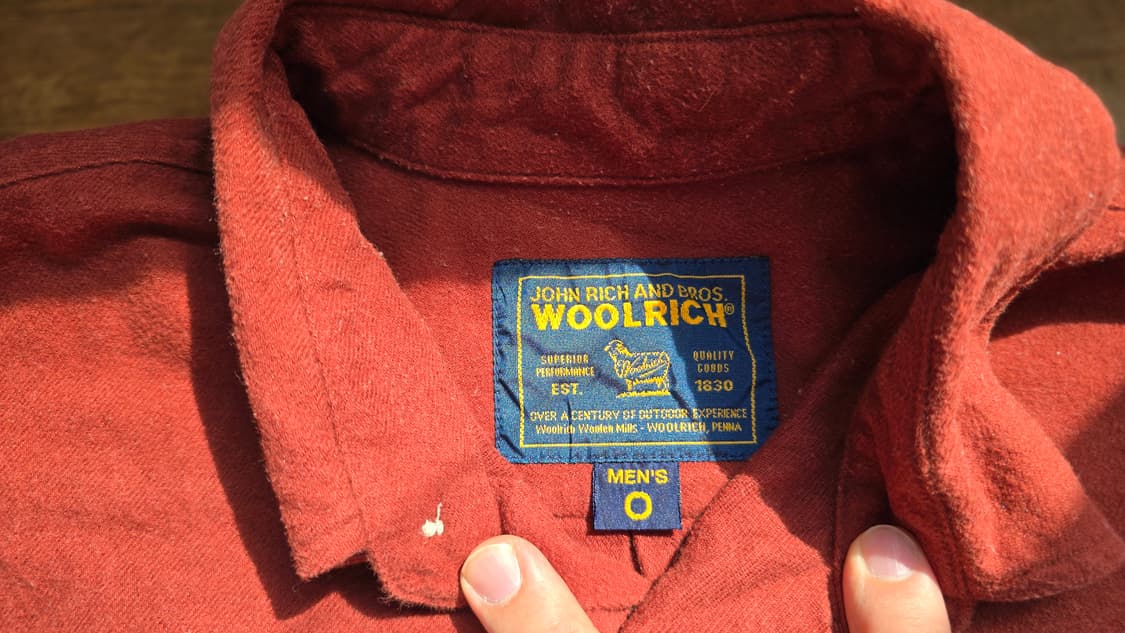 JOHN RICH AND BROS.
WOOLRICH®
SUPERIOR
PERFORMANCE
EST.
Woolrich
QUALITY
GOODS
1830
OVER A CENTURY OF OUTDOOR EXPERIENCE
Woolrich Woolen Mills - WOOLRICH, PENNA
MEN'S
O